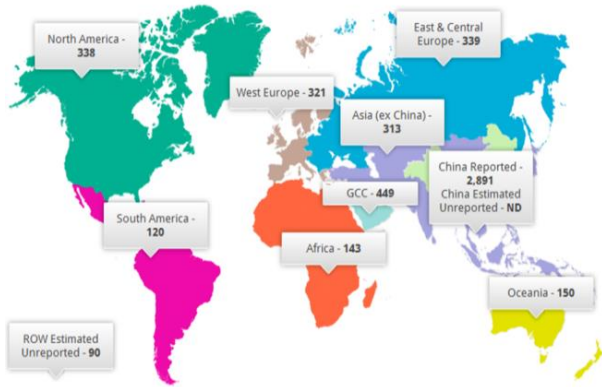 North America -
338
East & Central
Europe - 339
West Europe - 321
Asia (ex China) -
313
China Reported -
2,891
China Estimated
Unreported - ND
GCC - 449
South America -
120
Africa - 143
Oceania - 150
ROW Estimated
Unreported - 90